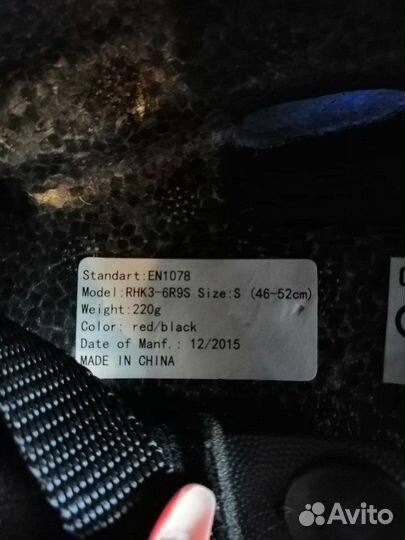 Standart:EN1078
Model:RHK3-6R9S Size:S (46-52cm)
Weight:220g
Color: red/black
Date of Manf.: 12/2015
MADE IN CHINA
Avito